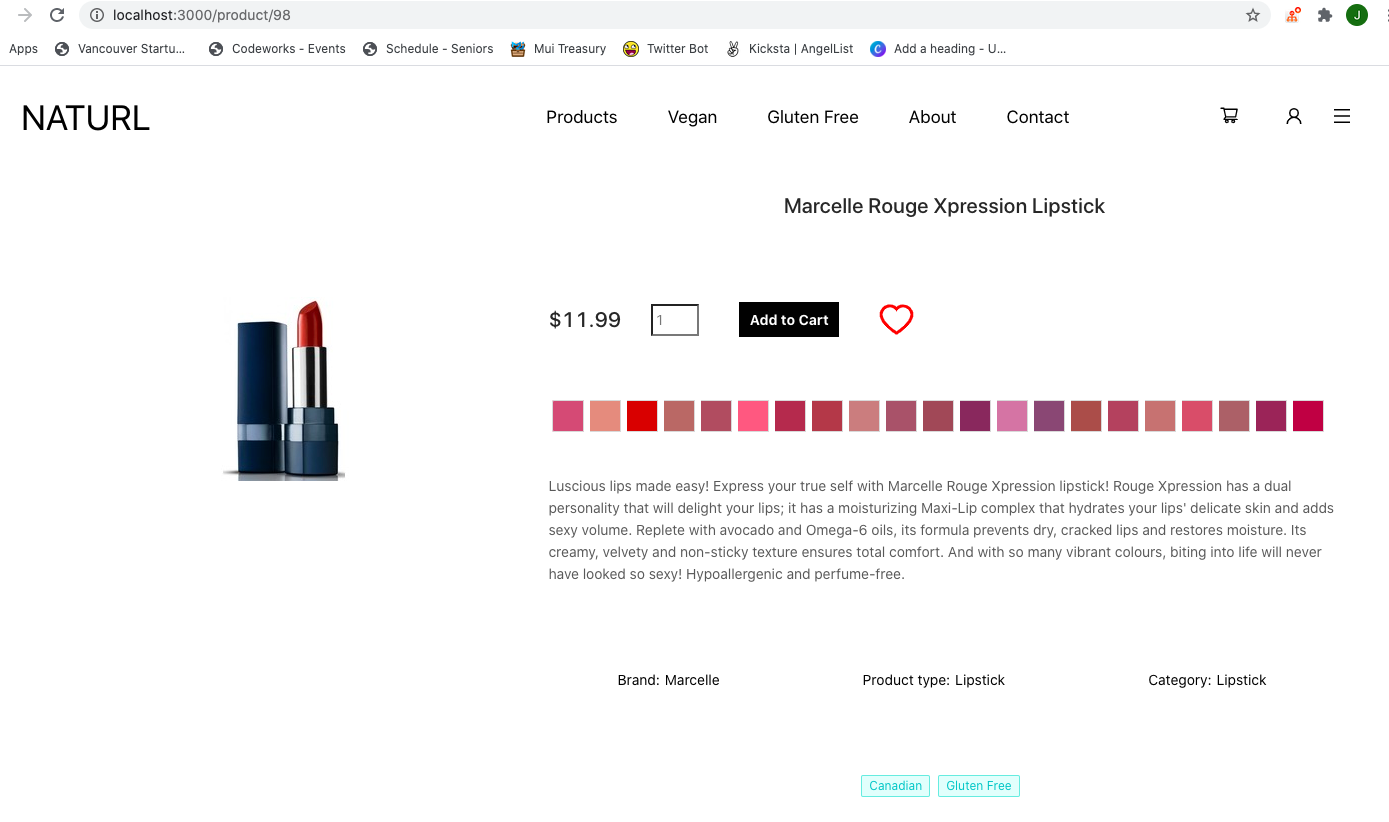 localhost:3000/product/98
J
Apps Vancouver Startu... Codeworks - Events Schedule - Seniors Mui Treasury Twitter Bot Kicksta | AngelList C Add a heading - U...
NATURL Products Vegan Gluten Free About Contact
Marcelle Rouge Xpression Lipstick
$11.99 1 Add to Cart
Luscious lips made easy! Express your true self with Marcelle Rouge Xpression lipstick! Rouge Xpression has a dual
personality that will delight your lips; it has a moisturizing Maxi-Lip complex that hydrates your lips' delicate skin and adds
sexy volume. Replete with avocado and Omega-6 oils, its formula prevents dry, cracked lips and restores moisture. Its
creamy, velvety and non-sticky texture ensures total comfort. And with so many vibrant colours, biting into life will never
have looked so sexy! Hypoallergenic and perfume-free.
Brand: Marcelle Product type: Lipstick Category: Lipstick
Canadian Gluten Free